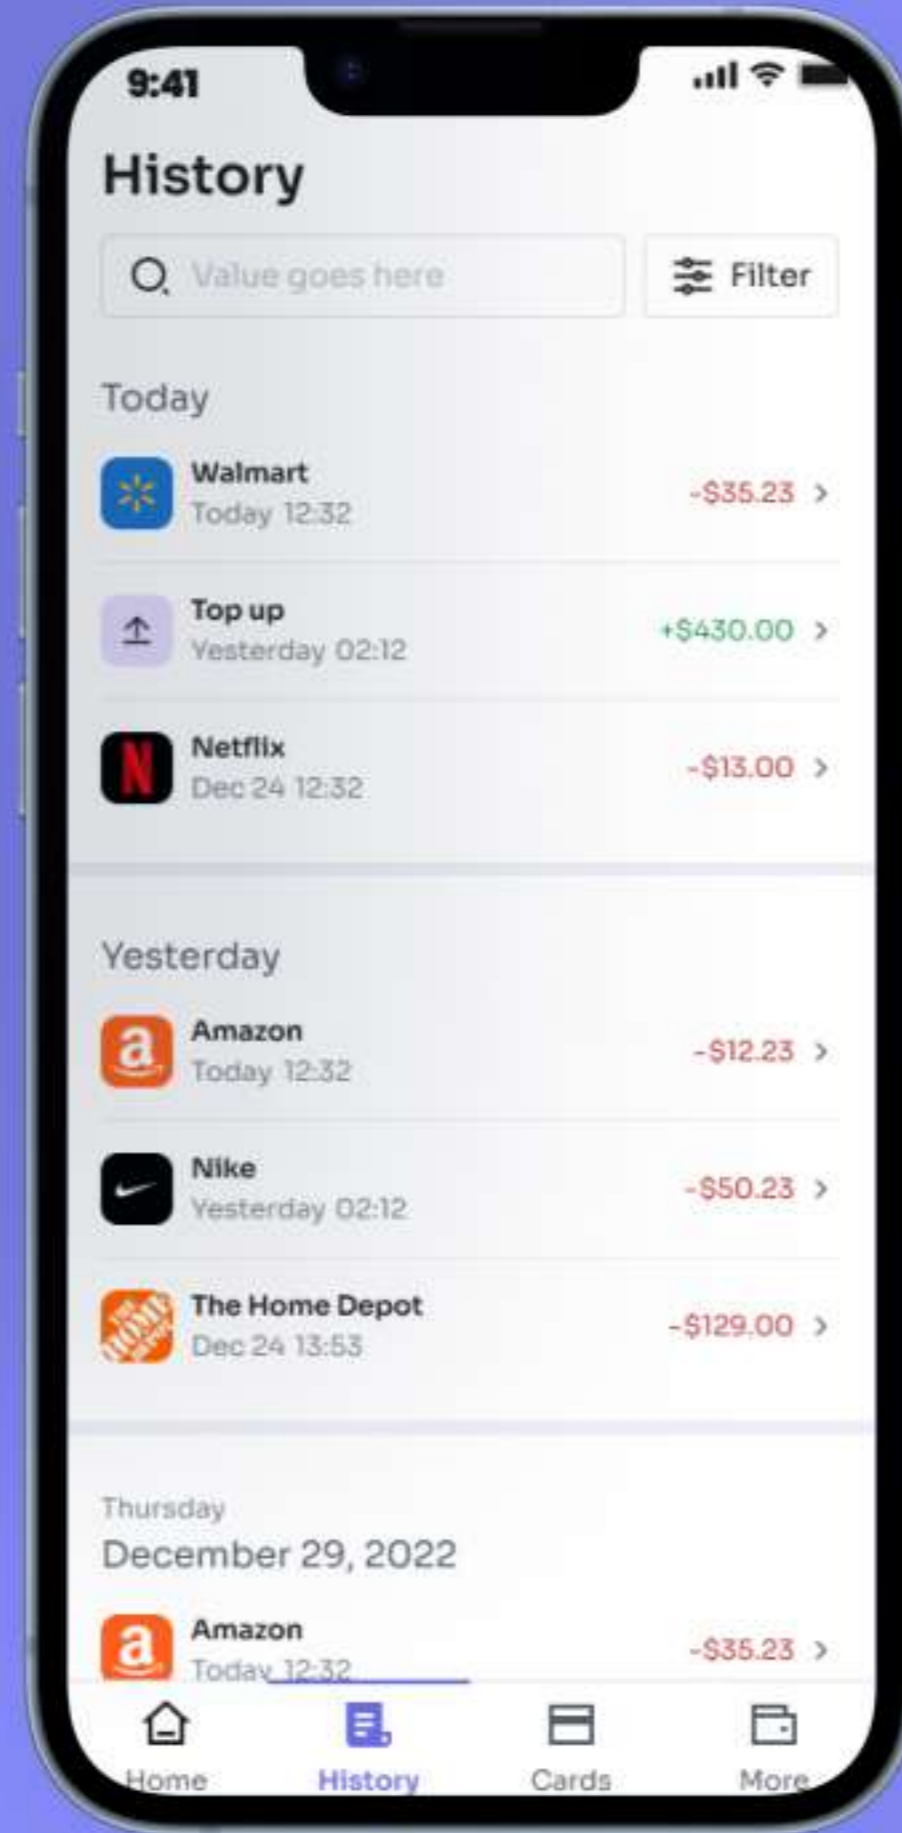 9:41
History
Value goes here
Filter
Today
Walmart
Today 12:32
-$35.23
Top up
Yesterday 02:12
+$430.00
N
Netflix
Dec 24 12:32
-$13.00
Yesterday
a
Amazon
Today 12:32
-$12.23
Nike
Yesterday 02:12
-$50.23
THE HOME DEPOT
The Home Depot
Dec 24 13:53
-$129.00
Thursday
December 29, 2022
a
Amazon
Today 12:32
-$35.23
Home
History
Cards
More